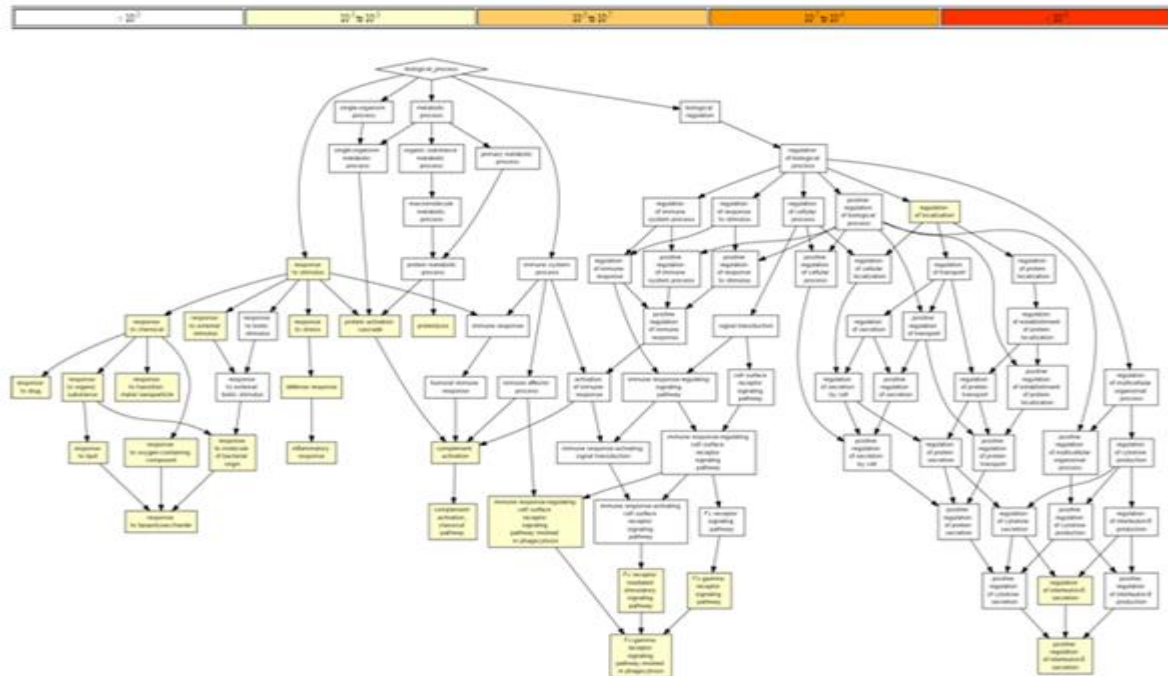 biological_process
single-organism
process
metabolic
process
biological
regulation
single-organism
metabolic
process
organic substance
metabolic
process
primary metabolic
process
regulation
of biological
process
macromolecule
metabolic
process
regulation
of immune
system process
regulation
of response
to stimulus
regulation
of cellular
process
positive
regulation
of biological
process
regulation
of localization
response
to stimulus
protein metabolic
process
immune system
process
regulation
of immune
response
positive
regulation
of immune
system process
positive
regulation
of response
to stimulus
positive
regulation
of cellular
process
regulation
of cellular
localization
regulation
of transport
regulation
of protein
localization
response
to chemical
response
to external
stimulus
response
to biotic
stimulus
response
to stress
protein activation
cascade
proteolysis
immune response
positive
regulation
of immune
response
signal transduction
regulation
of secretion
positive
regulation
of transport
regulation
of establishment
of protein
localization
response
to drug
response
to organic
substance
response
to transition
metal nanoparticle
response
to external
biotic stimulus
defense response
humoral immune
response
immune effector
process
activation
of immune
response
immune response-regulating
signaling
pathway
cell surface
receptor
signaling
pathway
regulation
of secretion
by cell
positive
regulation
of secretion
regulation
of protein
transport
positive
regulation
of establishment
of protein
localization
regulation
of multicellular
organismal
process
response
to lipid
response
to oxygen-containing
compound
response
to molecule
of bacterial
origin
inflammatory
response
complement
activation
immune response-activating
signal transduction
immune response-regulating
cell surface
receptor
signaling
pathway
positive
regulation
of secretion
by cell
regulation
of protein
secretion
positive
regulation
of protein
transport
positive
regulation
of multicellular
organismal
process
regulation
of cytokine
production
response
to lipopolysaccharide
complement
activation,
classical
pathway
immune response-regulating
cell surface
receptor
signaling
pathway involved
in phagocytosis
immune response-activating
cell surface
receptor
signaling
pathway
Fc receptor
signaling
pathway
positive
regulation
of protein
secretion
regulation
of cytokine
secretion
positive
regulation
of cytokine
production
regulation
production
Fc receptor
mediated
stimulatory
signaling
pathway
Fc-gamma
receptor
signaling
pathway
positive
regulation
of cytokine
secretion
regulation
secretion
positive
regulation
production
Fc-gamma
receptor
signaling
pathway involved
in phagocytosis
positive
regulation
secretion